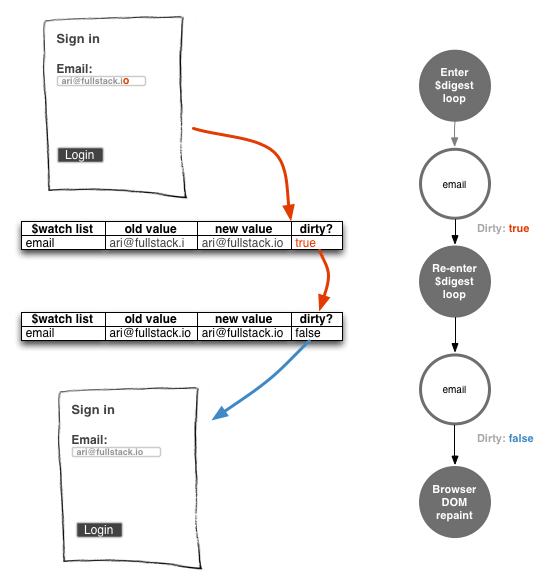 Sign in
Email:
ari@fullstack.io
Login
$watch list old value new value dirty?
email ari@fullstack.i ari@fullstack.io true
$watch list old value new value dirty?
email ari@fullstack.io ari@fullstack.io false
Sign in
Email:
ari@fullstack.io
Login
Enter
$digest
loop
email
Dirty: true
Re-enter
$digest
loop
email
Dirty: false
Browser
DOM
repaint